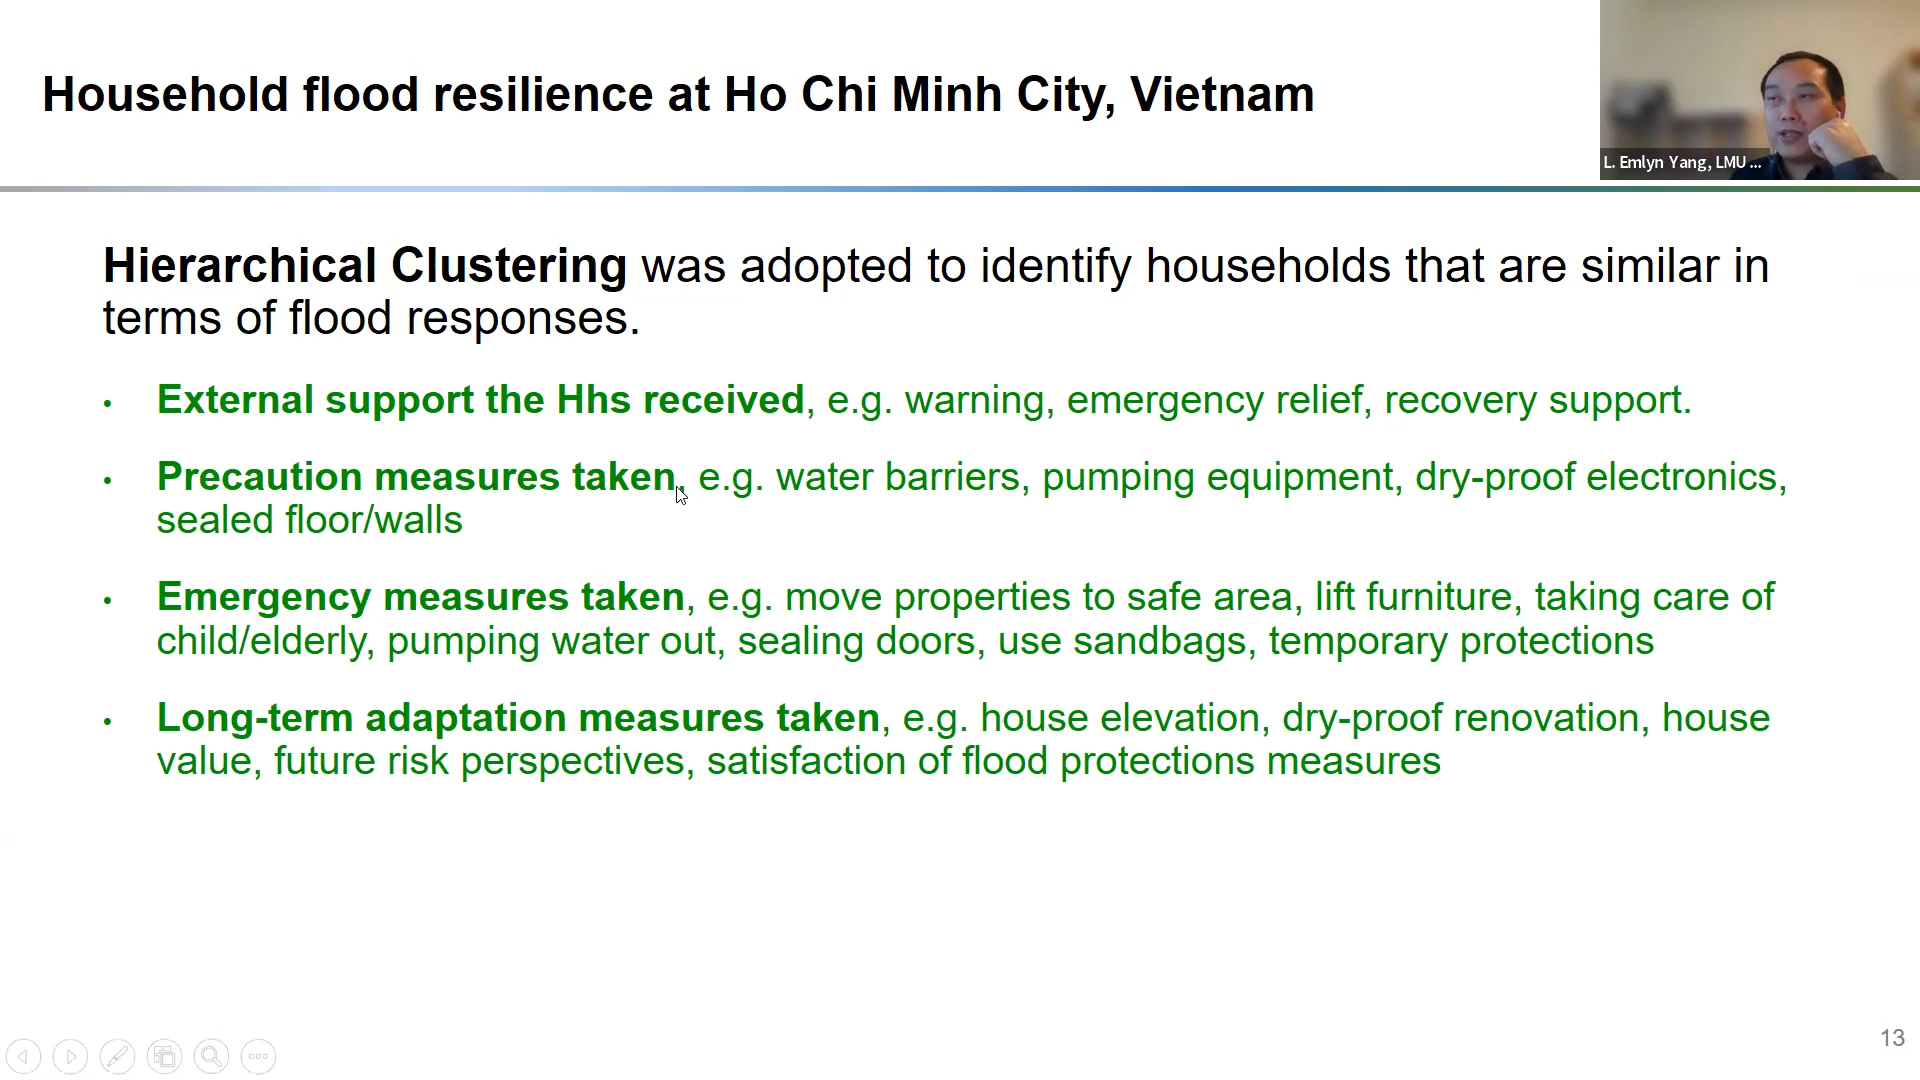 Household flood resilience at Ho Chi Minh City, Vietnam
L. Emlyn Yang, LMU ...
Hierarchical Clustering was adopted to identify households that are similar in
terms of flood responses.
• External support the Hhs received, e.g. warning, emergency relief, recovery support.
• Precaution measures taken, e.g. water barriers, pumping equipment, dry-proof electronics,
sealed floor/walls
• Emergency measures taken, e.g. move properties to safe area, lift furniture, taking care of
child/elderly, pumping water out, sealing doors, use sandbags, temporary protections
• Long-term adaptation measures taken, e.g. house elevation, dry-proof renovation, house
value, future risk perspectives, satisfaction of flood protections measures
13